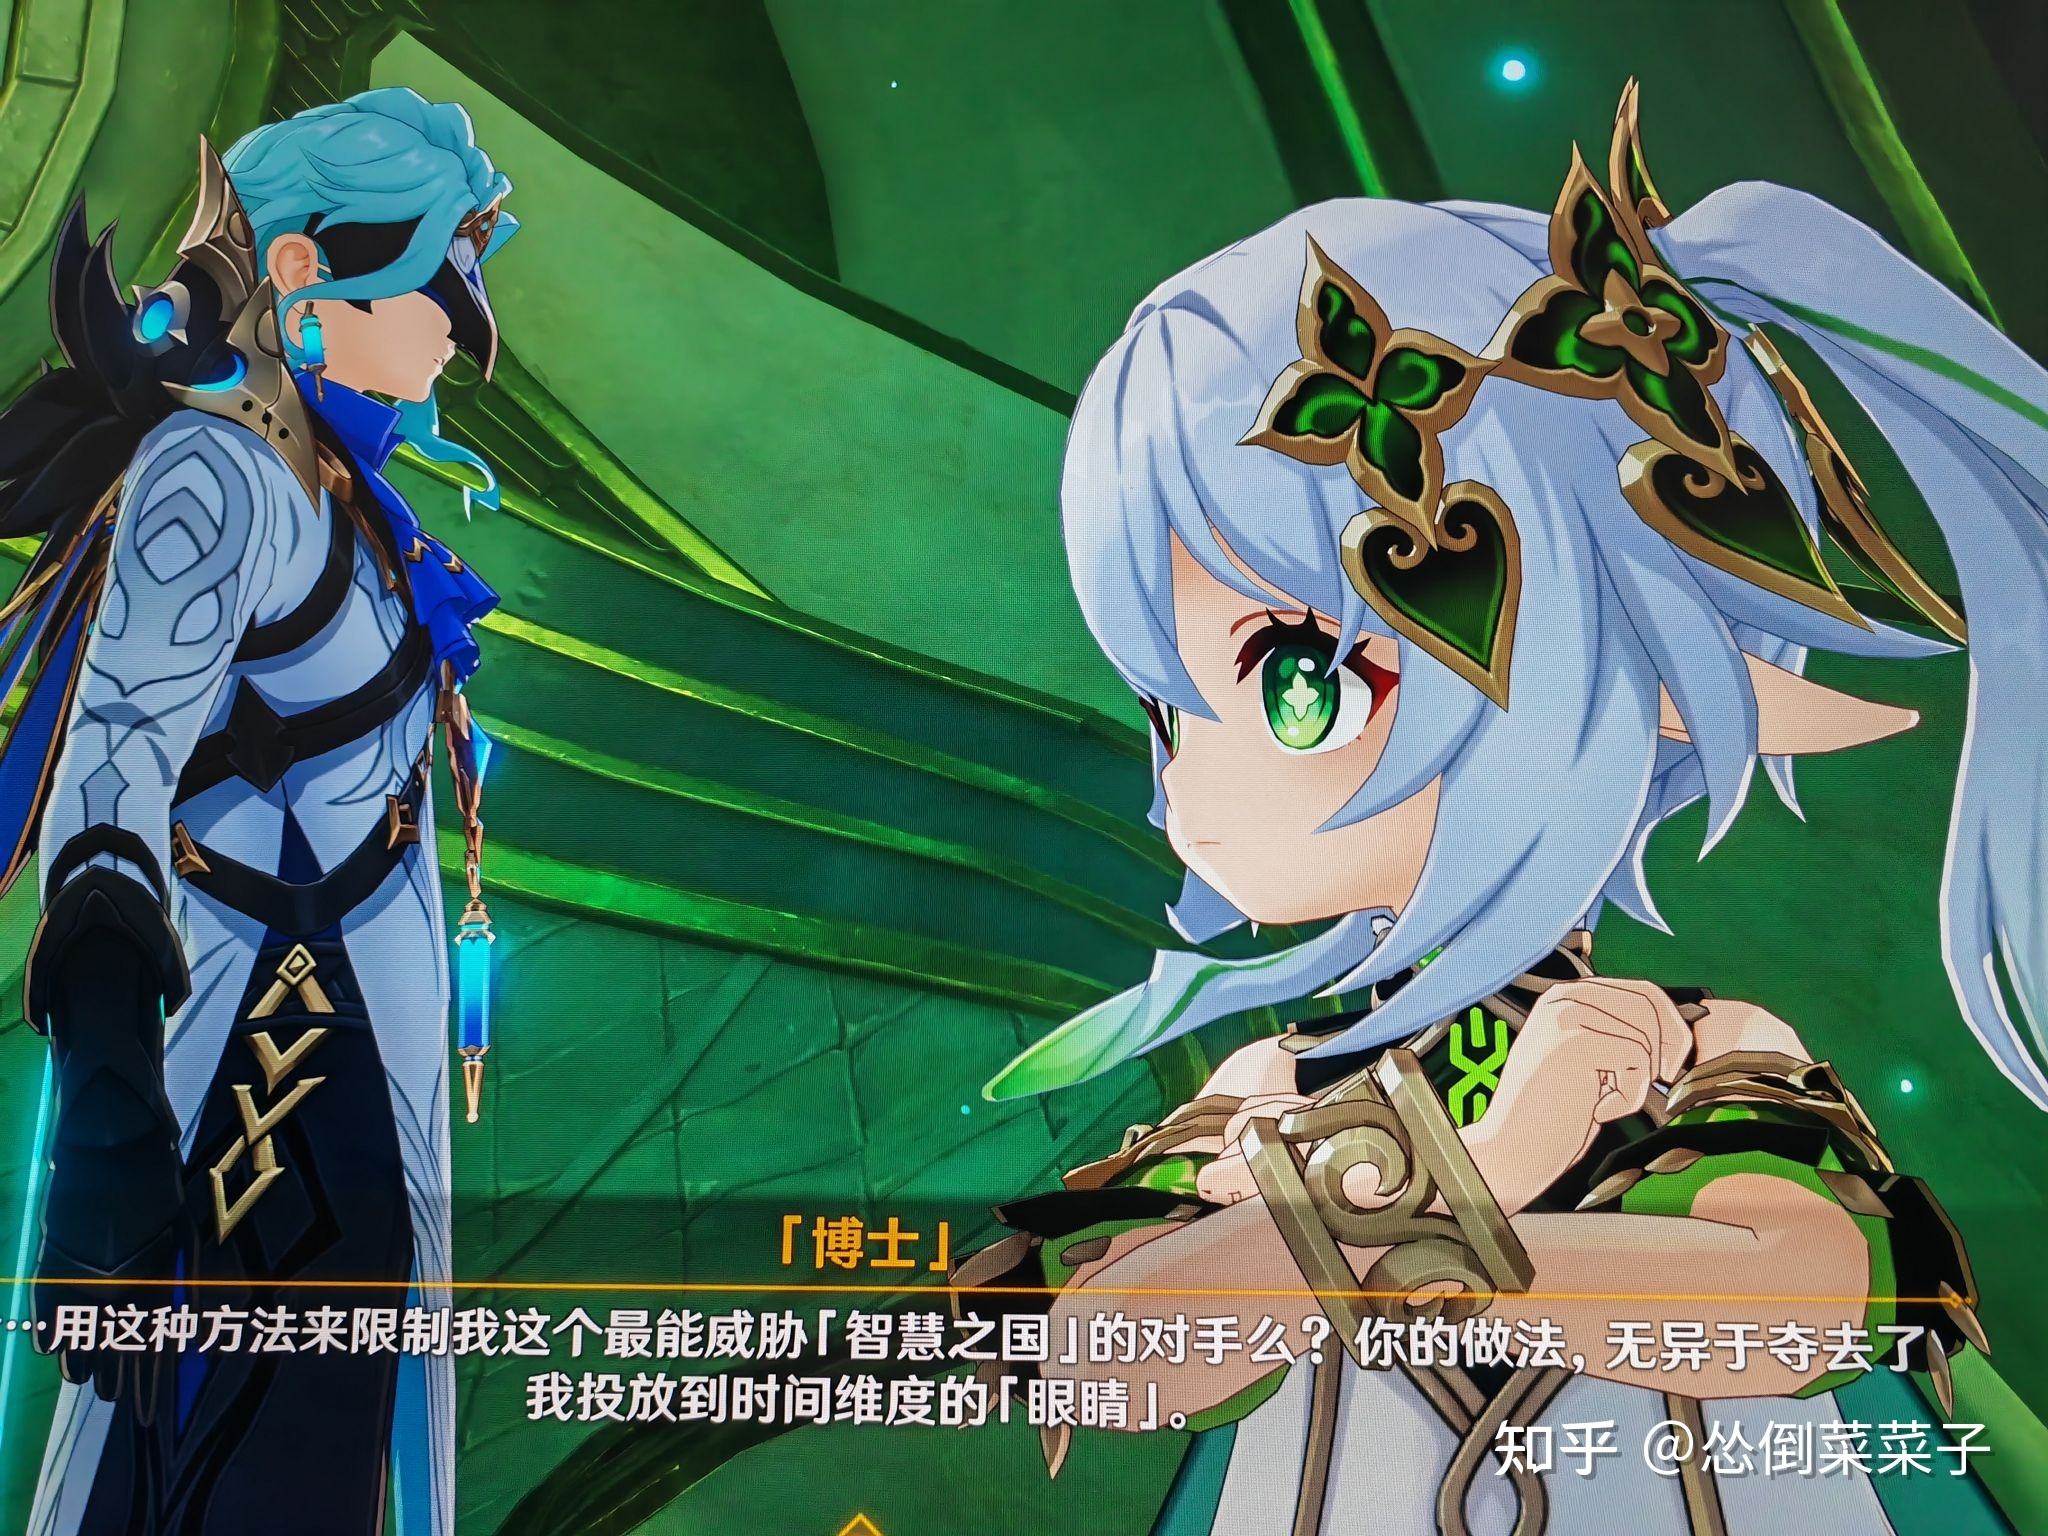 「博士」
…用这种方法来限制我这个最能威胁「智慧之国」的对手么？你的做法，无异于夺去了
我投放到时间维度的「眼睛」。
知乎 @怂倒菜菜子